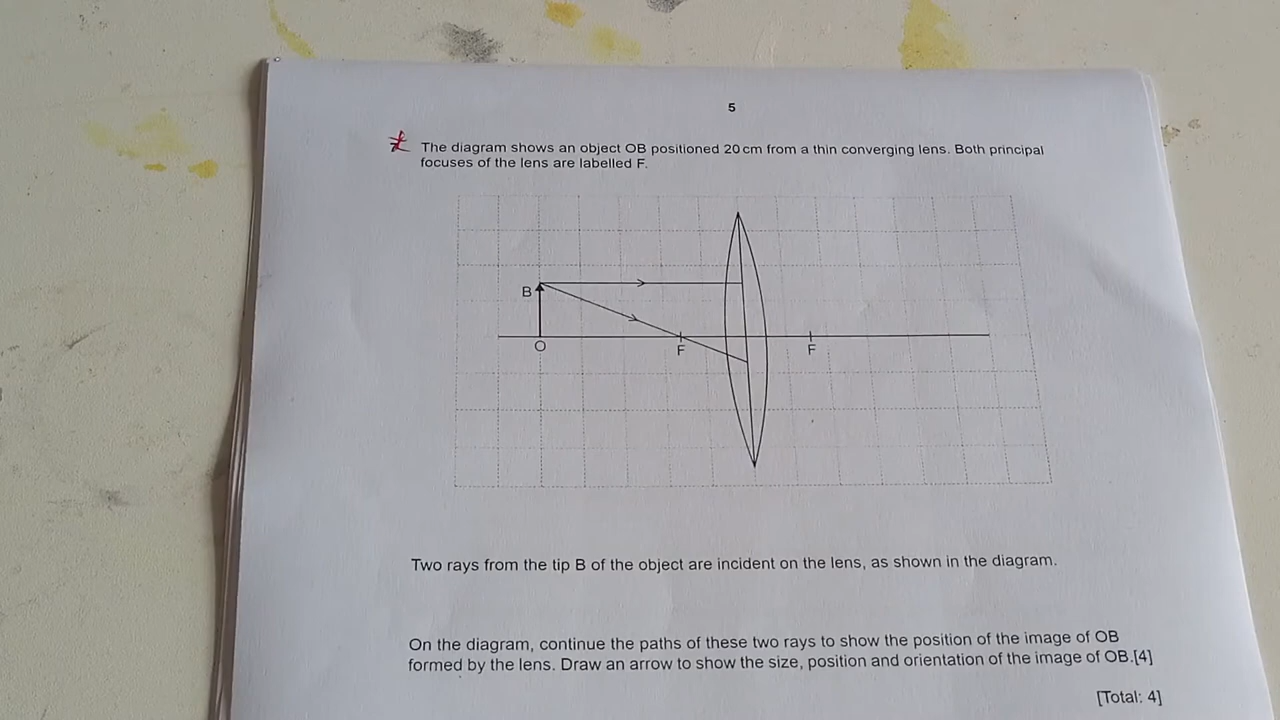 5
The diagram shows an object OB positioned 20 cm from a thin converging lens. Both principal
focuses of the lens are labelled F.
B
O
F
F
Two rays from the tip B of the object are incident on the lens, as shown in the diagram.
On the diagram, continue the paths of these two rays to show the position of the image of OB
formed by the lens. Draw an arrow to show the size, position and orientation of the image of OB.[4]
[Total: 4]